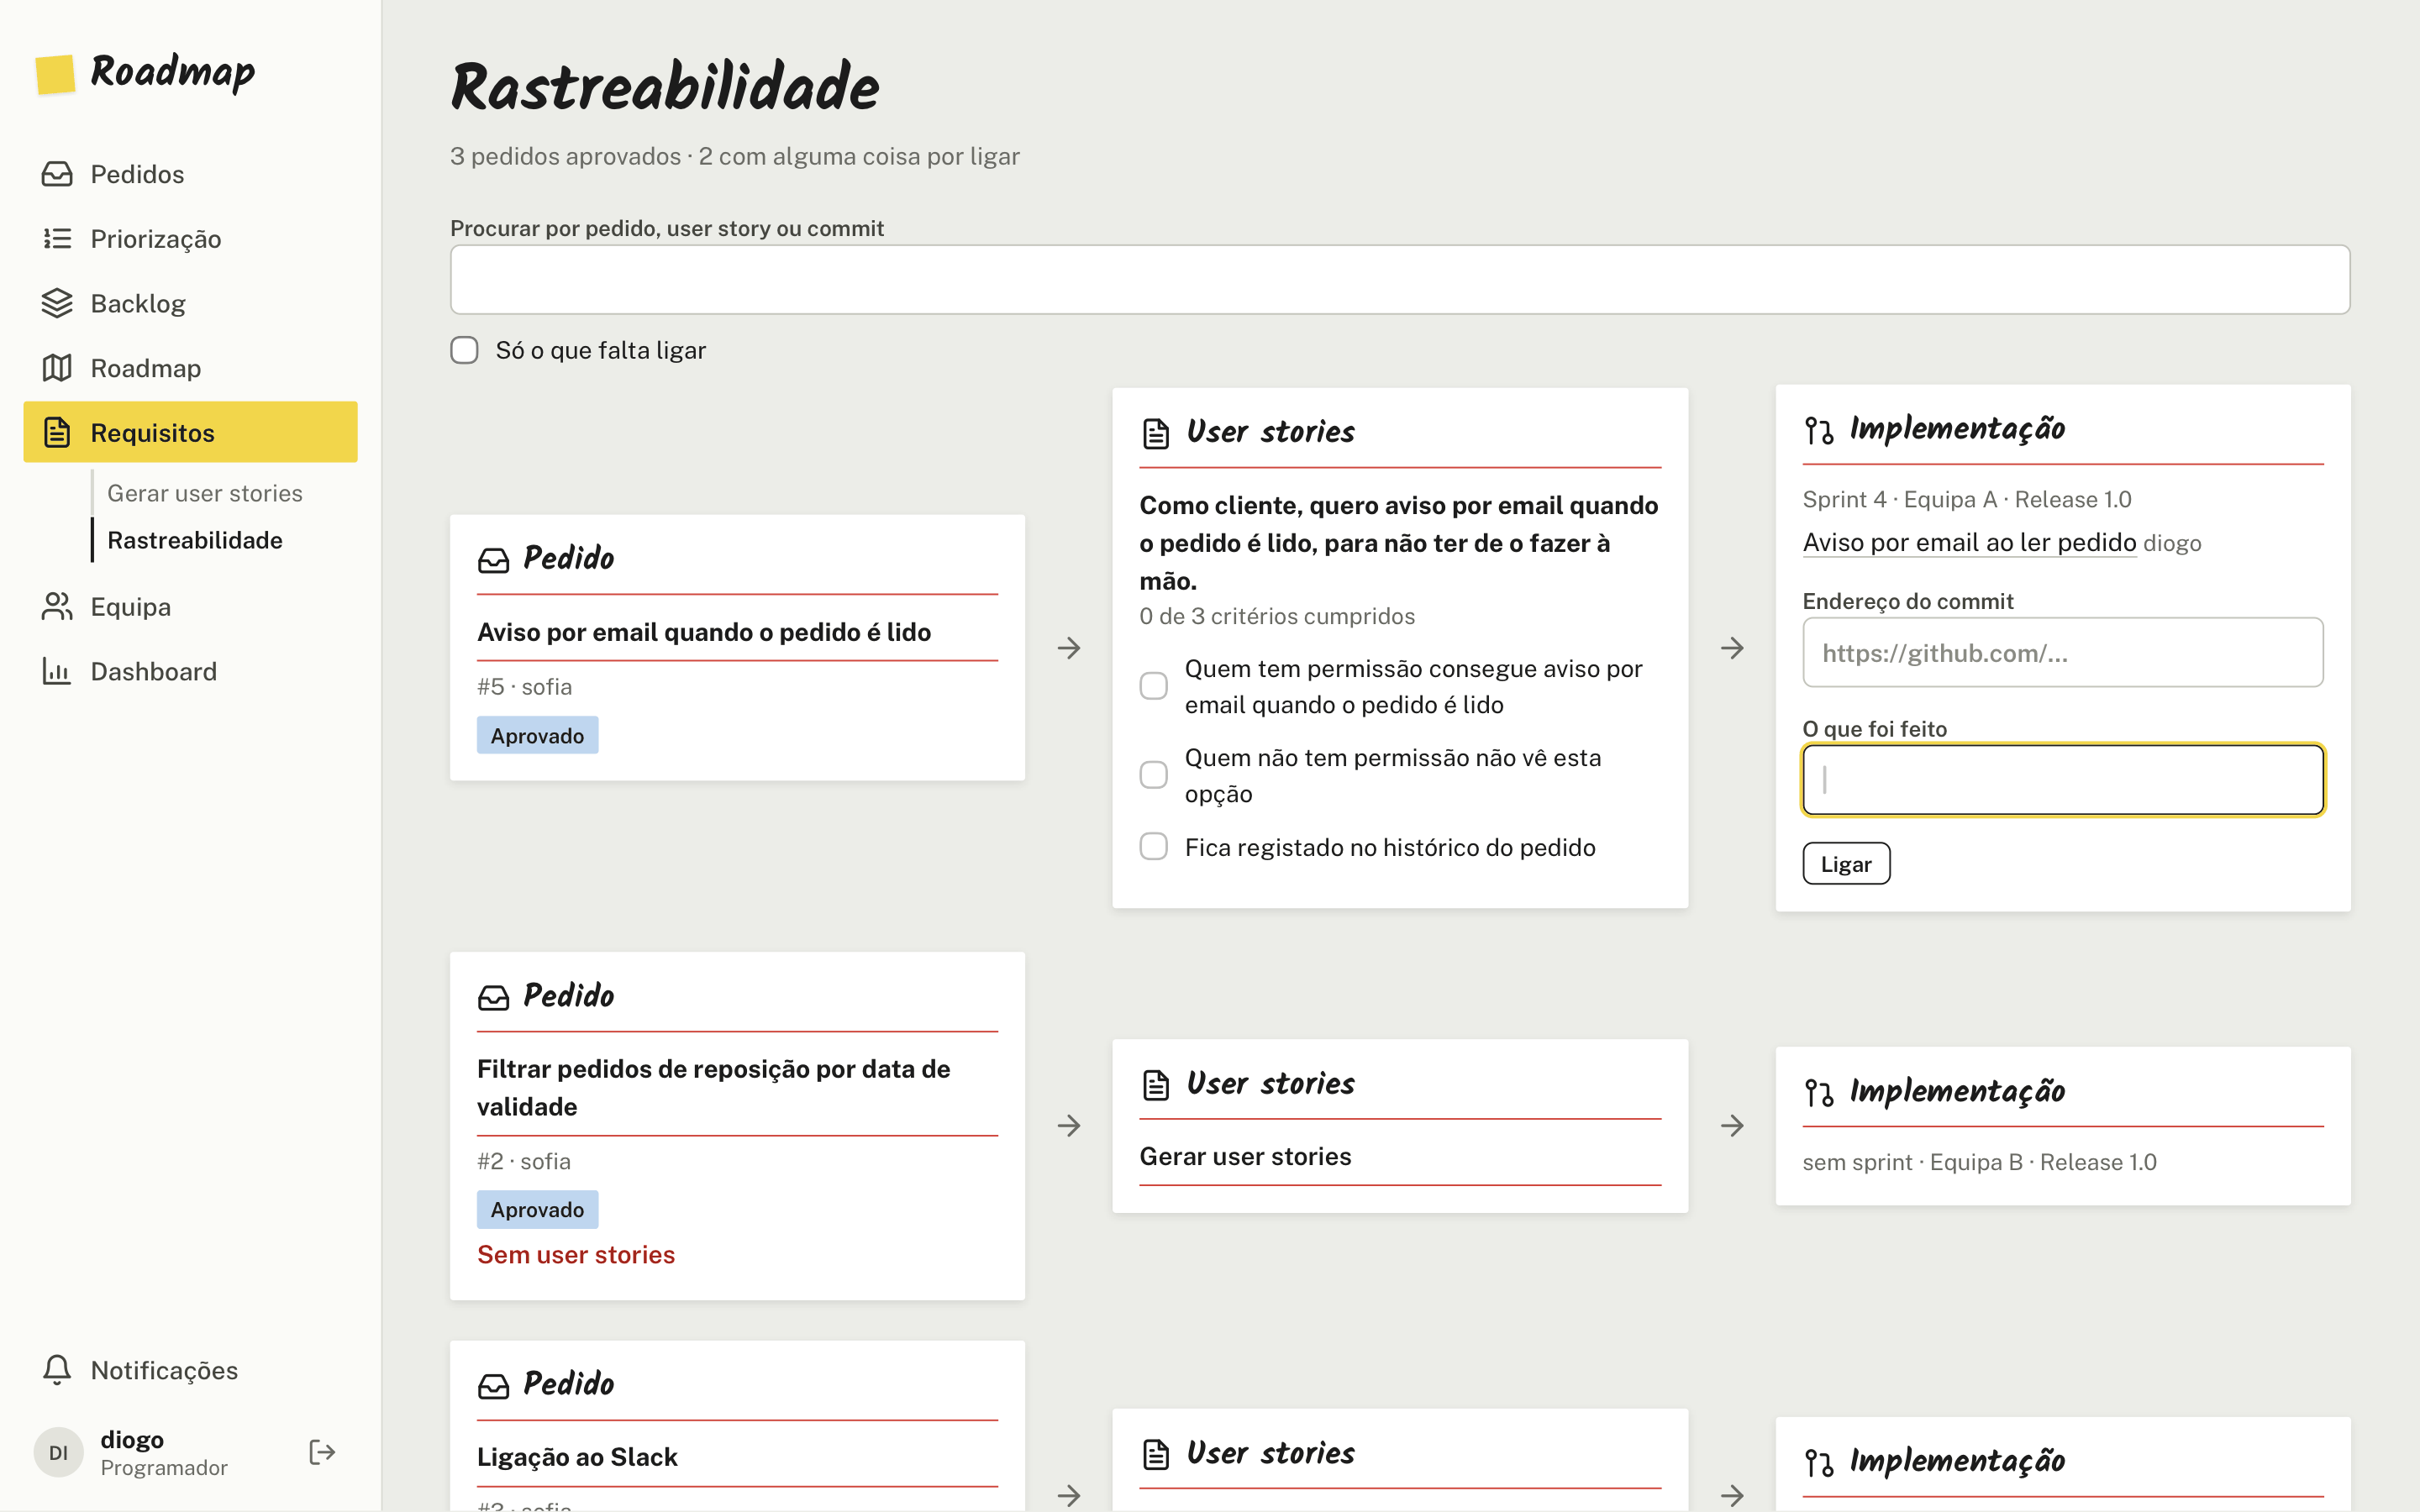 Roadmap
Pedidos
Priorização
Backlog
Roadmap
Requisitos
Gerar user stories
Rastreabilidade
Equipa
Dashboard
Notificações
DI
diogo
Programador
Rastreabilidade
3 pedidos aprovados · 2 com alguma coisa por ligar
Procurar por pedido, user story ou commit
Só o que falta ligar
Pedido
Aviso por email quando o pedido é lido
#5 · sofia
Aprovado
User stories
Como cliente, quero aviso por email quando
o pedido é lido, para não ter de o fazer à
mão.
0 de 3 critérios cumpridos
Quem tem permissão consegue aviso por
email quando o pedido é lido
Quem não tem permissão não vê esta
opção
Fica registado no histórico do pedido
Implementação
Sprint 4 · Equipa A · Release 1.0
Aviso por email ao ler pedido diogo
Endereço do commit
https://github.com/...
O que foi feito
Ligar
Pedido
Filtrar pedidos de reposição por data de
validade
#2 · sofia
Aprovado
Sem user stories
User stories
Gerar user stories
Implementação
sem sprint · Equipa B · Release 1.0
Pedido
Ligação ao Slack
#3 · sofia
User stories
Implementação